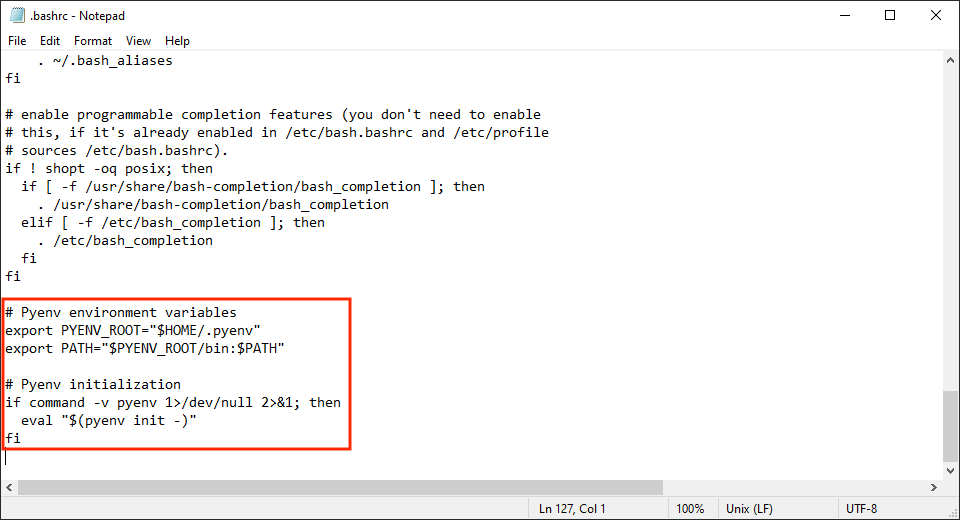 .bashrc - Notepad
File Edit Format View Help
    . ~/.bash_aliases
fi

# enable programmable completion features (you don't need to enable
# this, if it's already enabled in /etc/bash.bashrc and /etc/profile
# sources /etc/bash.bashrc).
if ! shopt -oq posix; then
  if [ -f /usr/share/bash-completion/bash_completion ]; then
    . /usr/share/bash-completion/bash_completion
  elif [ -f /etc/bash_completion ]; then
    . /etc/bash_completion
  fi
fi

# Pyenv environment variables
export PYENV_ROOT="$HOME/.pyenv"
export PATH="$PYENV_ROOT/bin:$PATH"

# Pyenv initialization
if command -v pyenv 1>/dev/null 2>&1; then
  eval "$(pyenv init -)"
fi
Ln 127, Col 1 100% Unix (LF) UTF-8